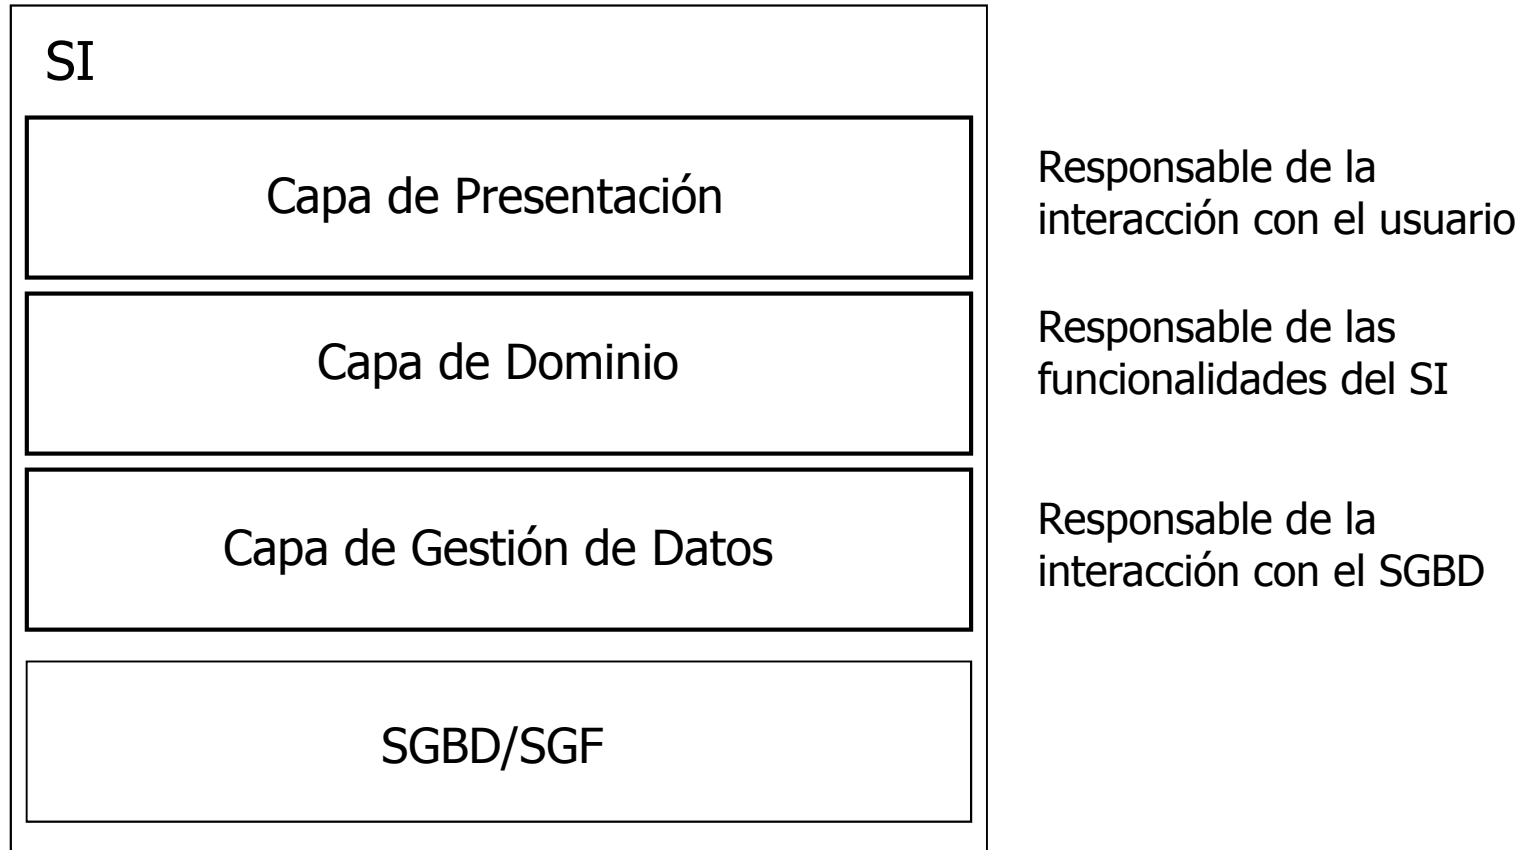 SI
Capa de Presentación
Responsable de la
interacción con el usuario
Capa de Dominio
Responsable de las
funcionalidades del SI
Capa de Gestión de Datos
Responsable de la
interacción con el SGBD
SGBD/SGF